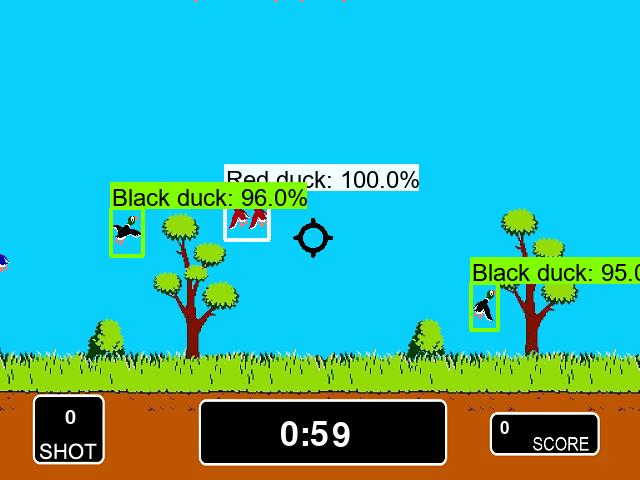 Red duck: 100.0%
Black duck: 96.0%
Black duck: 95.0
0
SHOT
0:59
0
SCORE